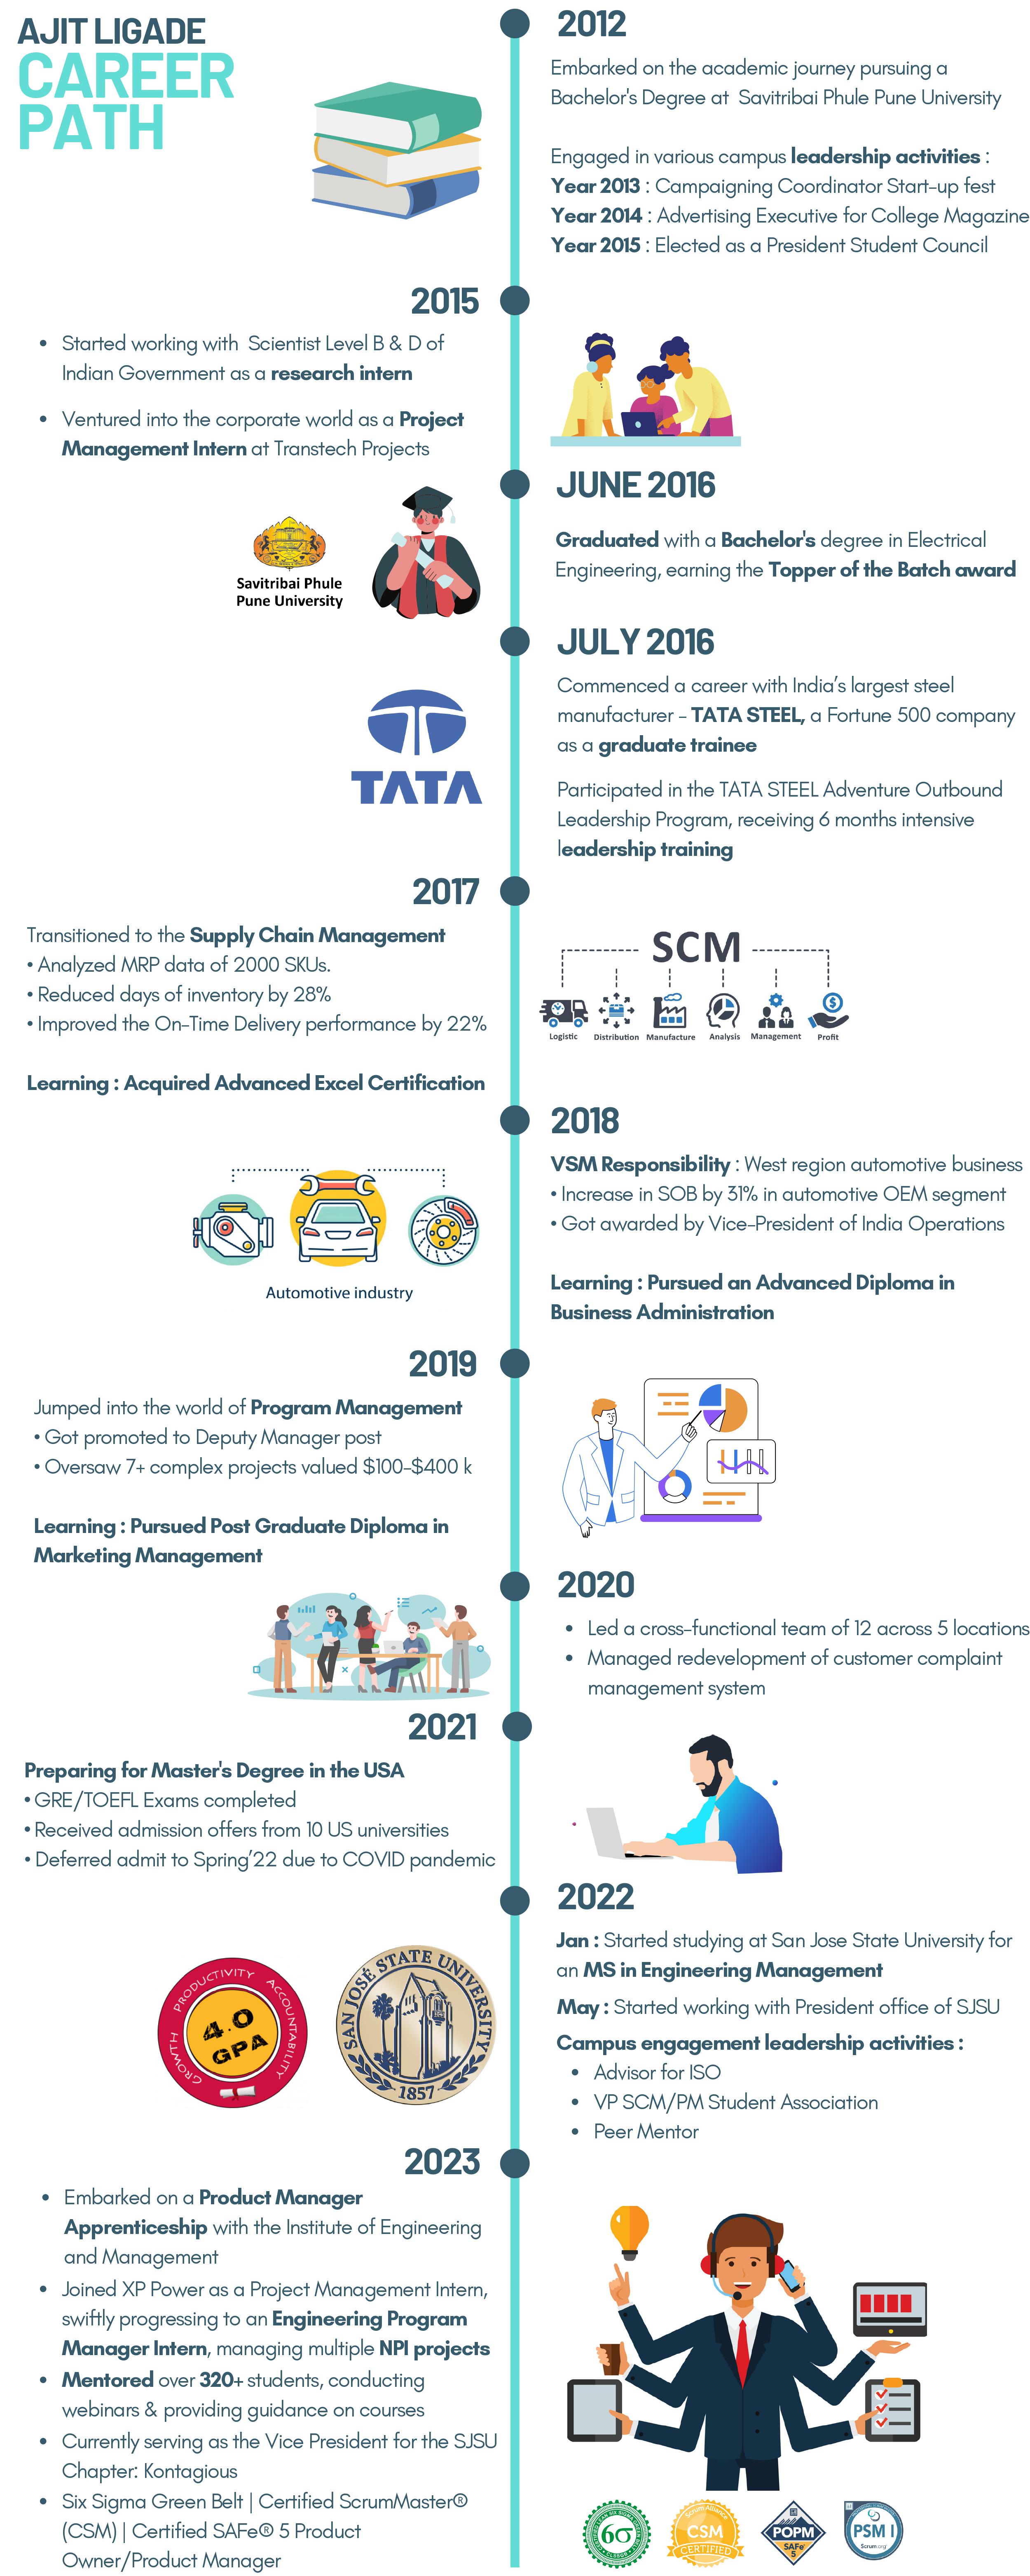 AJIT LIGADE
CAREER
PATH
2012
Embarked on the academic journey pursuing a
Bachelor's Degree at Savitribai Phule Pune University
Engaged in various campus leadership activities :
Year 2013 : Campaigning Coordinator Start-up fest
Year 2014 : Advertising Executive for College Magazine
Year 2015 : Elected as a President Student Council
2015
• Started working with Scientist Level B & D of
Indian Government as a research intern
• Ventured into the corporate world as a Project
Management Intern at Transtech Projects
JUNE 2016
Graduated with a Bachelor's degree in Electrical
Engineering, earning the Topper of the Batch award
Savitribai Phule
Pune University
JULY 2016
Commenced a career with India's largest steel
manufacturer - TATA STEEL, a Fortune 500 company
as a graduate trainee
Participated in the TATA STEEL Adventure Outbound
Leadership Program, receiving 6 months intensive
leadership training
TATA
2017
Transitioned to the Supply Chain Management
• Analyzed MRP data of 2000 SKUs.
• Reduced days of inventory by 28%
• Improved the On-Time Delivery performance by 22%
Learning : Acquired Advanced Excel Certification
SCM
Logistic Distribution Manufacture Analysis Management Profit
2018
VSM Responsibility : West region automotive business
• Increase in SOB by 31% in automotive OEM segment
• Got awarded by Vice-President of India Operations
Learning : Pursued an Advanced Diploma in
Business Administration
Automotive industry
2019
Jumped into the world of Program Management
• Got promoted to Deputy Manager post
• Oversaw 7+ complex projects valued $100-$400 k
Learning : Pursued Post Graduate Diploma in
Marketing Management
2020
• Led a cross-functional team of 12 across 5 locations
• Managed redevelopment of customer complaint
management system
2021
Preparing for Master's Degree in the USA
• GRE/TOEFL Exams completed
• Received admission offers from 10 US universities
• Deferred admit to Spring'22 due to COVID pandemic
2022
Jan : Started studying at San Jose State University for
an MS in Engineering Management
May : Started working with President office of SJSU
Campus engagement leadership activities :
• Advisor for ISO
• VP SCM/PM Student Association
• Peer Mentor
GROWTH PRODUCTIVITY ACCOUNTABILITY
4.0
GPA
SAN JOSÉ STATE UNIVERSITY
1857
2023
• Embarked on a Product Manager
Apprenticeship with the Institute of Engineering
and Management
• Joined XP Power as a Project Management Intern,
swiftly progressing to an Engineering Program
Manager Intern, managing multiple NPI projects
• Mentored over 320+ students, conducting
webinars & providing guidance on courses
• Currently serving as the Vice President for the SJSU
Chapter: Kontagious
• Six Sigma Green Belt | Certified ScrumMaster®
(CSM) | Certified SAFe® 5 Product
Owner/Product Manager
6σ
CSM
CERTIFIED
POPM
SAFe
5
PSM I
Scrum.org